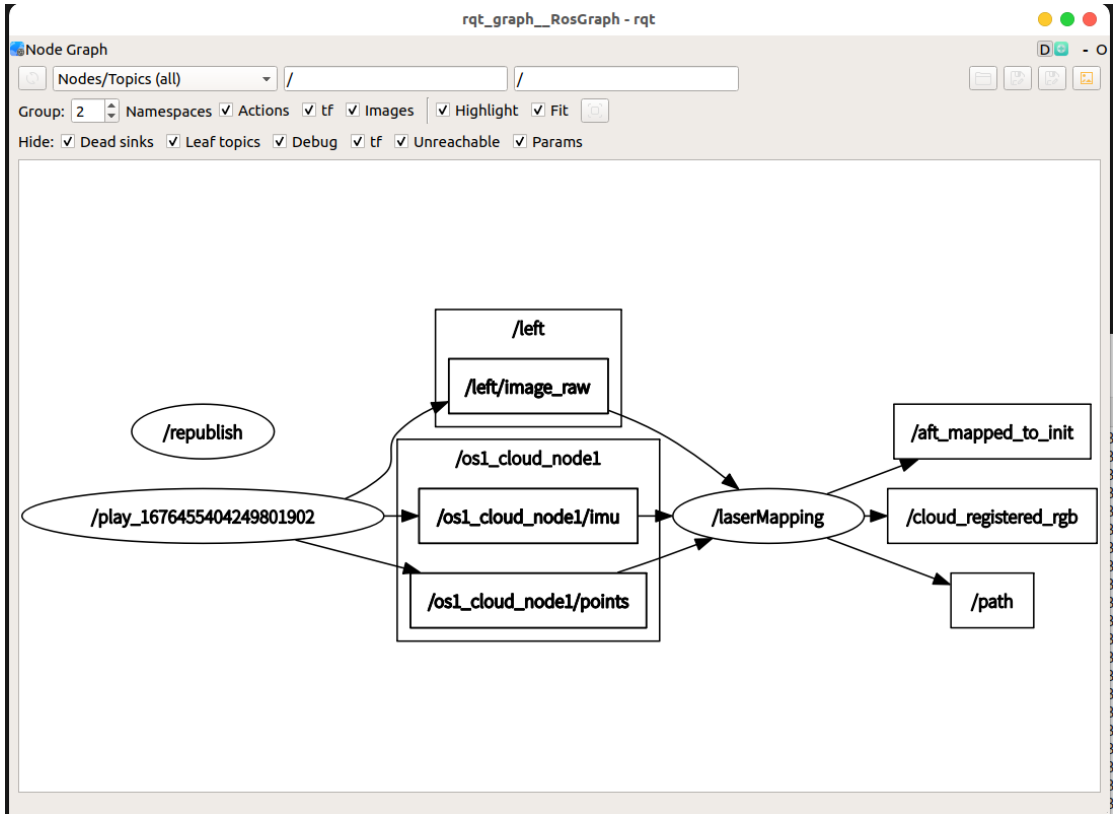 rqt_graph__RosGraph - rqt
Node Graph
D - O
Nodes/Topics (all) / /
Group: 2 Namespaces Actions tf Images Highlight Fit
Hide: Dead sinks Leaf topics Debug tf Unreachable Params
/left
/left/image_raw
/republish
/aft_mapped_to_init
/os1_cloud_node1
/play_1676455404249801902
/os1_cloud_node1/imu
/laserMapping
/cloud_registered_rgb
/os1_cloud_node1/points
/path